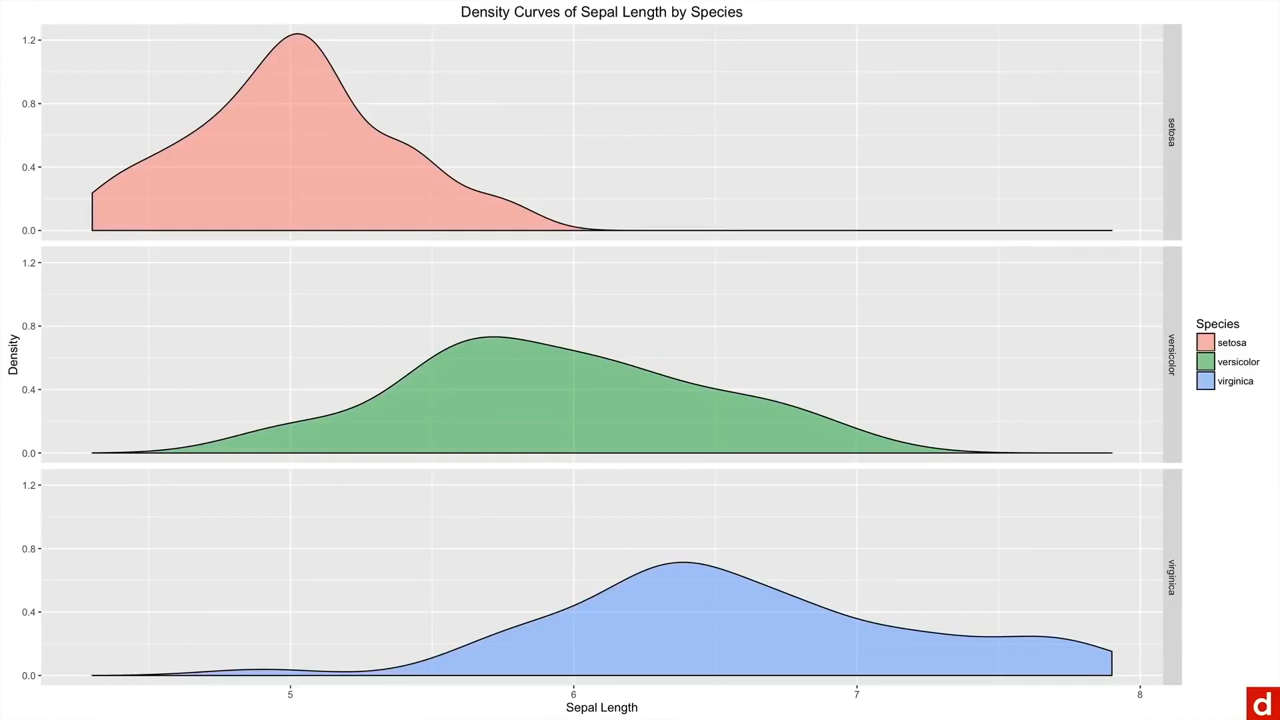 Density Curves of Sepal Length by Species
1.2
0.8
0.4
0.0
setosa
1.2
0.8
0.4
0.0
versicolor
1.2
0.8
0.4
0.0
virginica
Density
5 6 7 8
Sepal Length
Species
setosa
versicolor
virginica
d